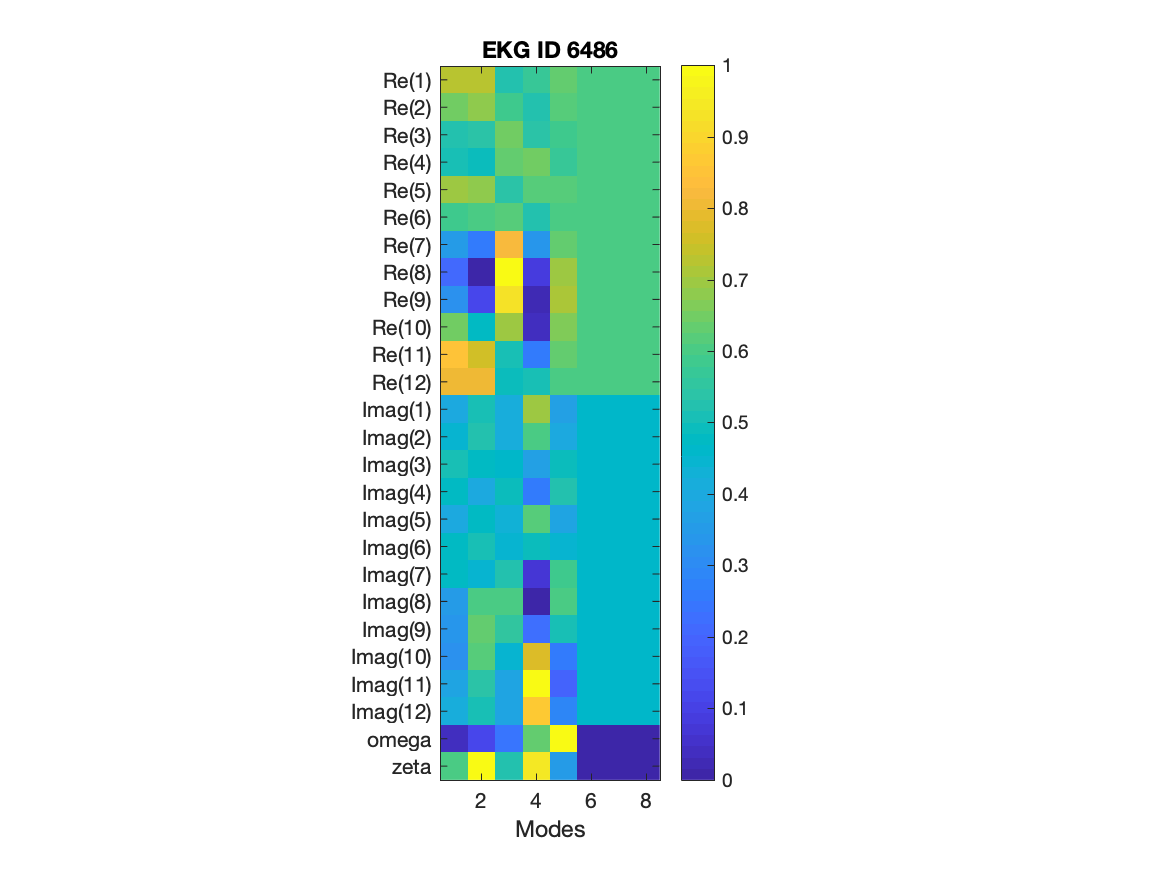 EKG ID 6486
Re(1)
Re(2)
Re(3)
Re(4)
Re(5)
Re(6)
Re(7)
Re(8)
Re(9)
Re(10)
Re(11)
Re(12)
Imag(1)
Imag(2)
Imag(3)
Imag(4)
Imag(5)
Imag(6)
Imag(7)
Imag(8)
Imag(9)
Imag(10)
Imag(11)
Imag(12)
omega
zeta
2 4 6 8
Modes
1
0.9
0.8
0.7
0.6
0.5
0.4
0.3
0.2
0.1
0